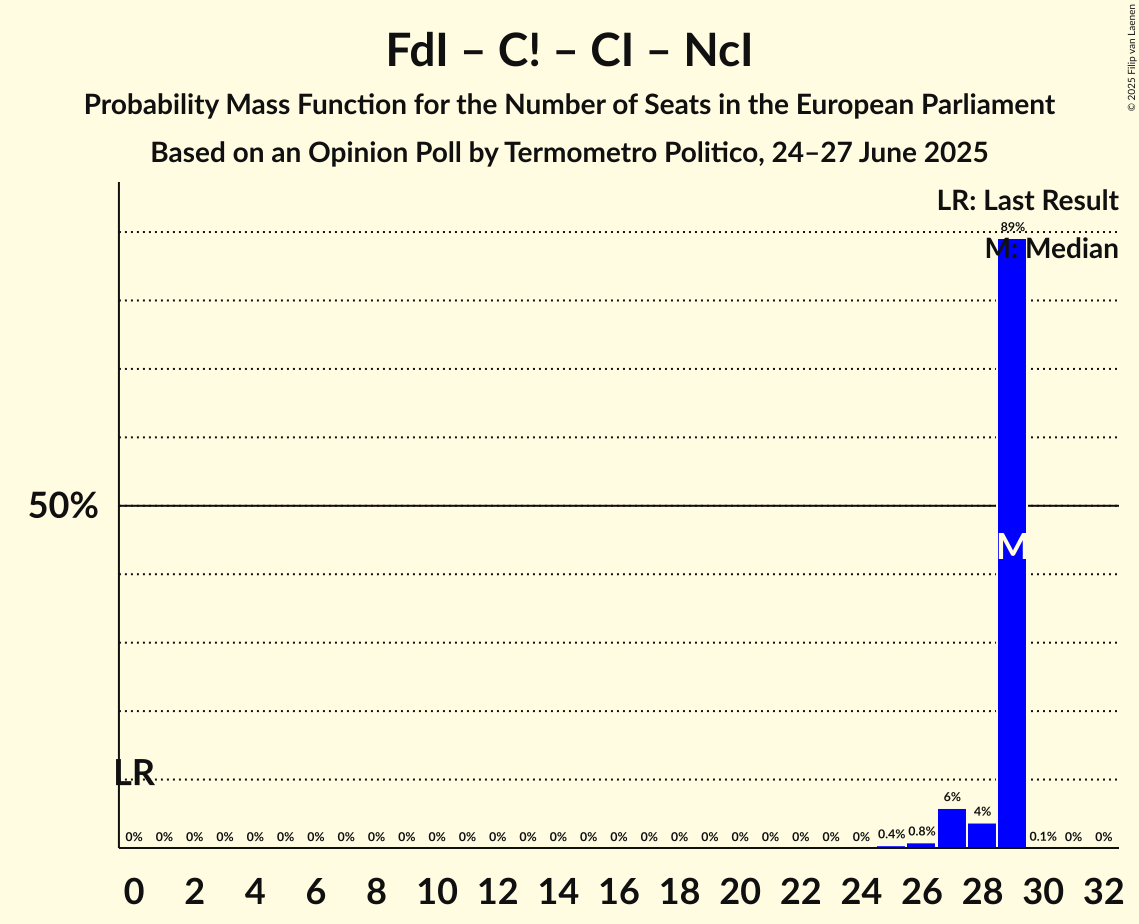 FdI – C! – CI – NcI
Probability Mass Function for the Number of Seats in the European Parliament
Based on an Opinion Poll by Termometro Politico, 24–27 June 2025
© 2025 Filip van Laenen
LR: Last Result
89%
M: Median
50%
M
LR
6%
4%
0% 0% 0% 0% 0% 0% 0% 0% 0% 0% 0% 0% 0% 0% 0% 0% 0% 0% 0% 0% 0% 0% 0% 0% 0% 0.4% 0.8% 0.1% 0% 0%
0 2 4 6 8 10 12 14 16 18 20 22 24 26 28 30 32